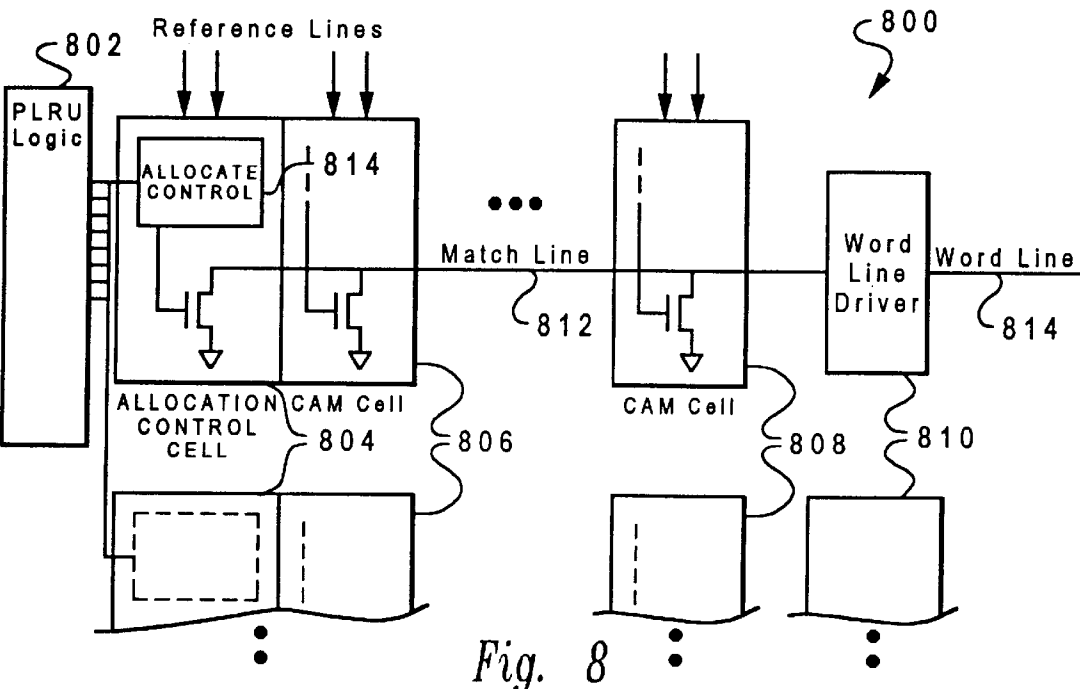 Reference Lines
802
800
PLRU
Logic
ALLOCATE
CONTROL
814
Match Line
812
Word
Line
Driver
Word Line
814
ALLOCATION
CONTROL
CELL
CAM Cell
804
806
CAM Cell
808
810
Fig. 8